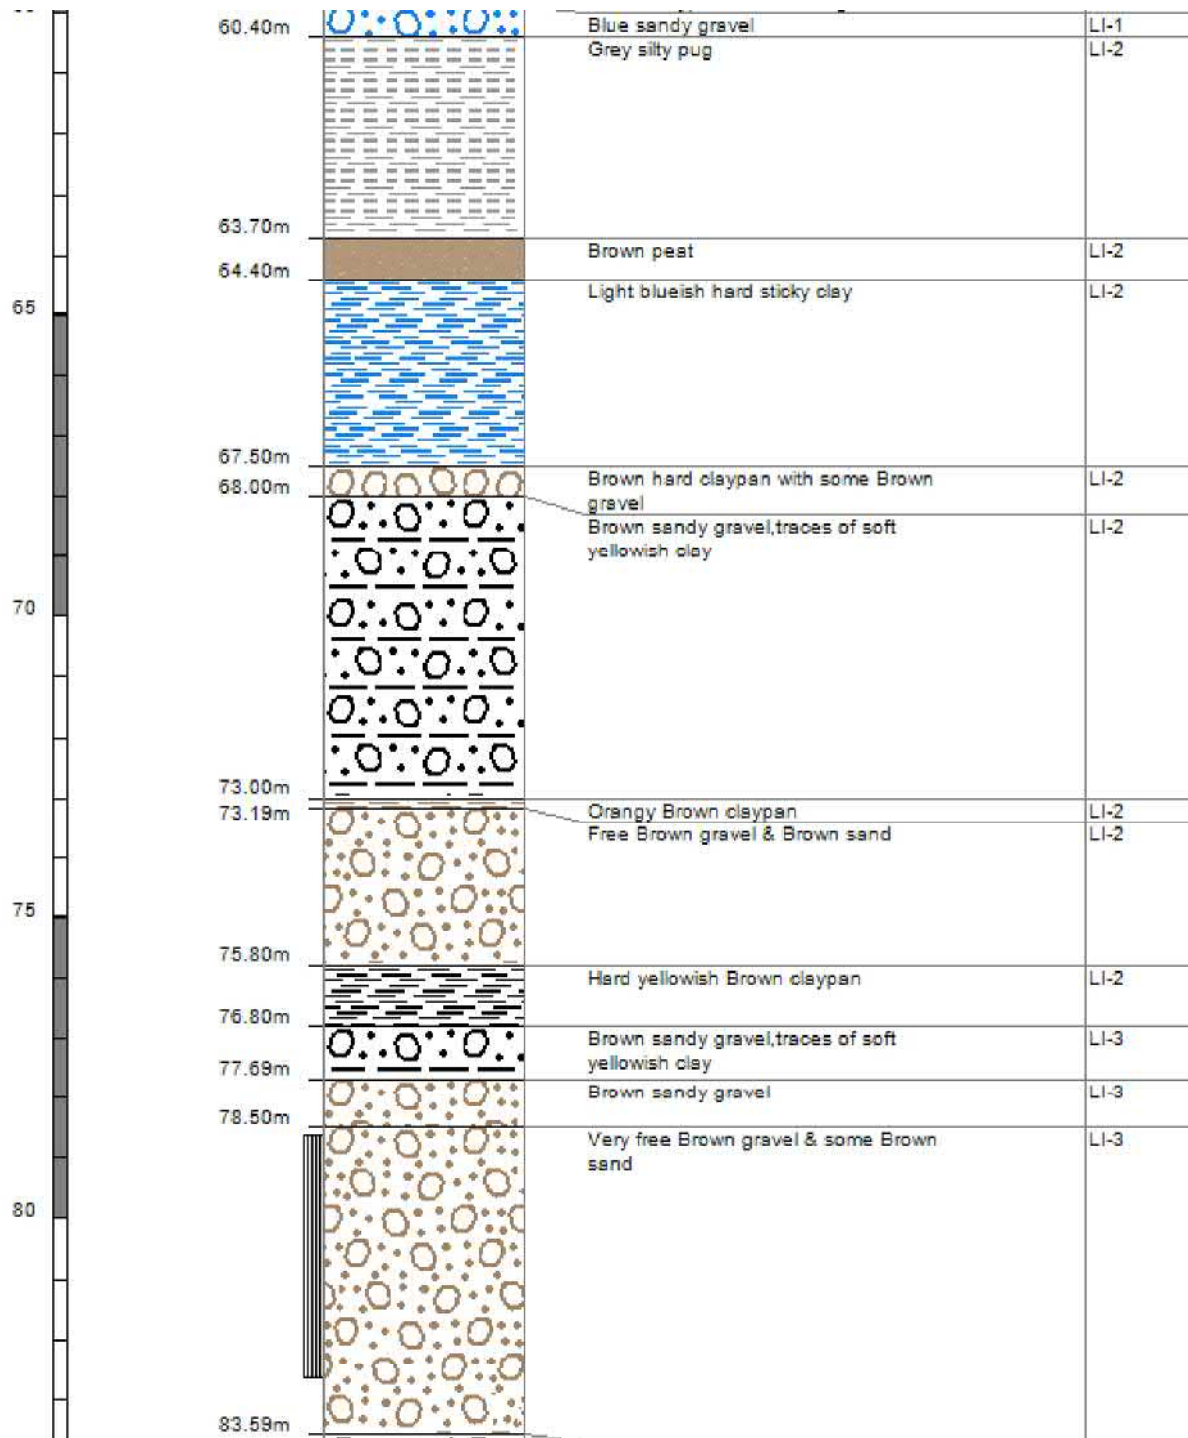 60.40m Blue sandy gravel LI-1
Grey silty pug LI-2
63.70m
Brown peat LI-2
64.40m
Light blueish hard sticky clay LI-2
65
67.50m
Brown hard claypan with some Brown LI-2
68.00m
gravel
Brown sandy gravel,traces of soft LI-2
yellowish clay
70
73.00m
73.19m Orangy Brown claypan LI-2
Free Brown gravel & Brown sand LI-2
75
75.80m
Hard yellowish Brown claypan LI-2
76.80m
Brown sandy gravel,traces of soft LI-3
77.69m yellowish clay
Brown sandy gravel LI-3
78.50m
Very free Brown gravel & some Brown LI-3
sand
80
83.59m